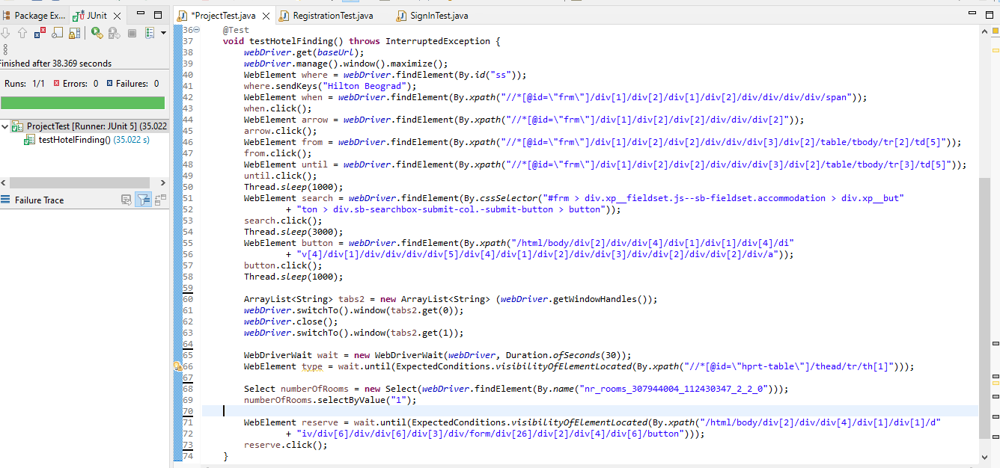 Package Ex... JUnit
Finished after 38.369 seconds
Runs: 1/1 Errors: 0 Failures: 0
ProjectTest [Runner: JUnit 5] (35.022
testHotelFinding() (35.022 s)
Failure Trace
*ProjectTest.java RegistrationTest.java SignInTest.java
36 @Test
37 void testHotelFinding() throws InterruptedException {
38 webDriver.get(baseUrl);
39 webDriver.manage().window().maximize();
40 WebElement where = webDriver.findElement(By.id("ss"));
41 where.sendKeys("Hilton Beograd");
42 WebElement when = webDriver.findElement(By.xpath("//*[@id=\"frm\"]/div[1]/div[2]/div[1]/div[2]/div/div/div/div/span"));
43 when.click();
44 WebElement arrow = webDriver.findElement(By.xpath("//*[@id=\"frm\"]/div[1]/div[2]/div[2]/div/div/div[2]"));
45 arrow.click();
46 WebElement from = webDriver.findElement(By.xpath("//*[@id=\"frm\"]/div[1]/div[2]/div[2]/div/div/div[3]/div[2]/table/tbody/tr[2]/td[5]"));
47 from.click();
48 WebElement until = webDriver.findElement(By.xpath("//*[@id=\"frm\"]/div[1]/div[2]/div[2]/div/div/div[3]/div[2]/table/tbody/tr[3]/td[5]"));
49 until.click();
50 Thread.sleep(1000);
51 WebElement search = webDriver.findElement(By.cssSelector("#frm > div.xp__fieldset.js--sb-fieldset.accommodation > div.xp__but"
52 + "ton > div.sb-searchbox-submit-col.-submit-button > button"));
53 search.click();
54 Thread.sleep(3000);
55 WebElement button = webDriver.findElement(By.xpath("/html/body/div[2]/div/div[4]/div[1]/div[1]/div[4]/di"
56 + "v[4]/div[1]/div/div/div/div[5]/div[4]/div[1]/div[2]/div/div[3]/div/div[2]/div/div[2]/div/a"));
57 button.click();
58 Thread.sleep(1000);
59
60 ArrayList<String> tabs2 = new ArrayList<String> (webDriver.getWindowHandles());
61 webDriver.switchTo().window(tabs2.get(0));
62 webDriver.close();
63 webDriver.switchTo().window(tabs2.get(1));
64
65 WebDriverWait wait = new WebDriverWait(webDriver, Duration.ofSeconds(30));
66 WebElement type = wait.until(ExpectedConditions.visibilityOfElementLocated(By.xpath("//*[@id=\"hprt-table\"]/thead/tr/th[1]")));
67
68 Select numberOfRooms = new Select(webDriver.findElement(By.name("nr_rooms_307944004_112430347_2_2_0")));
69 numberOfRooms.selectByValue("1");
70
71 WebElement reserve = wait.until(ExpectedConditions.visibilityOfElementLocated(By.xpath("/html/body/div[2]/div/div[4]/div[1]/div[1]/d"
72 + "iv/div[6]/div/div[6]/div[3]/div/form/div[26]/div[2]/div[4]/div[6]/button")));
73 reserve.click();
74 }